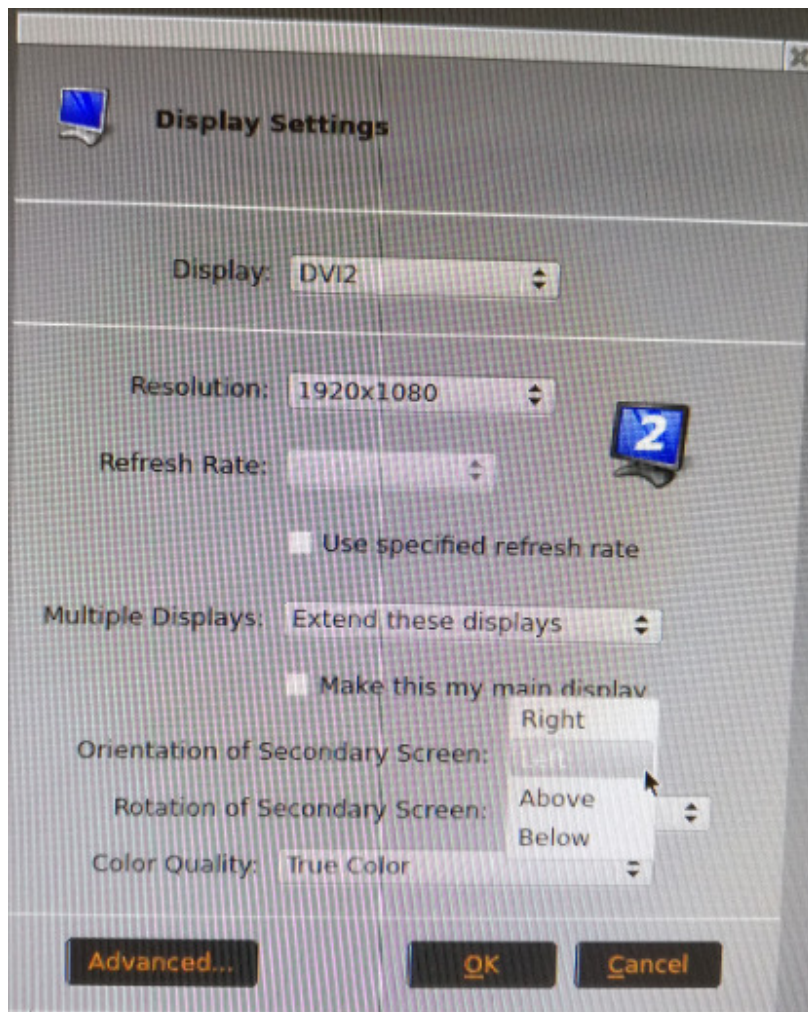 Display Settings
Display: DVI2
Resolution: 1920x1080
2
Refresh Rate:
Use specified refresh rate
Multiple Displays: Extend these displays
Make this my main display
Right
Orientation of Secondary Screen: Left
Above
Rotation of Secondary Screen:
Below
Color Quality: True Color
Advanced... OK Cancel